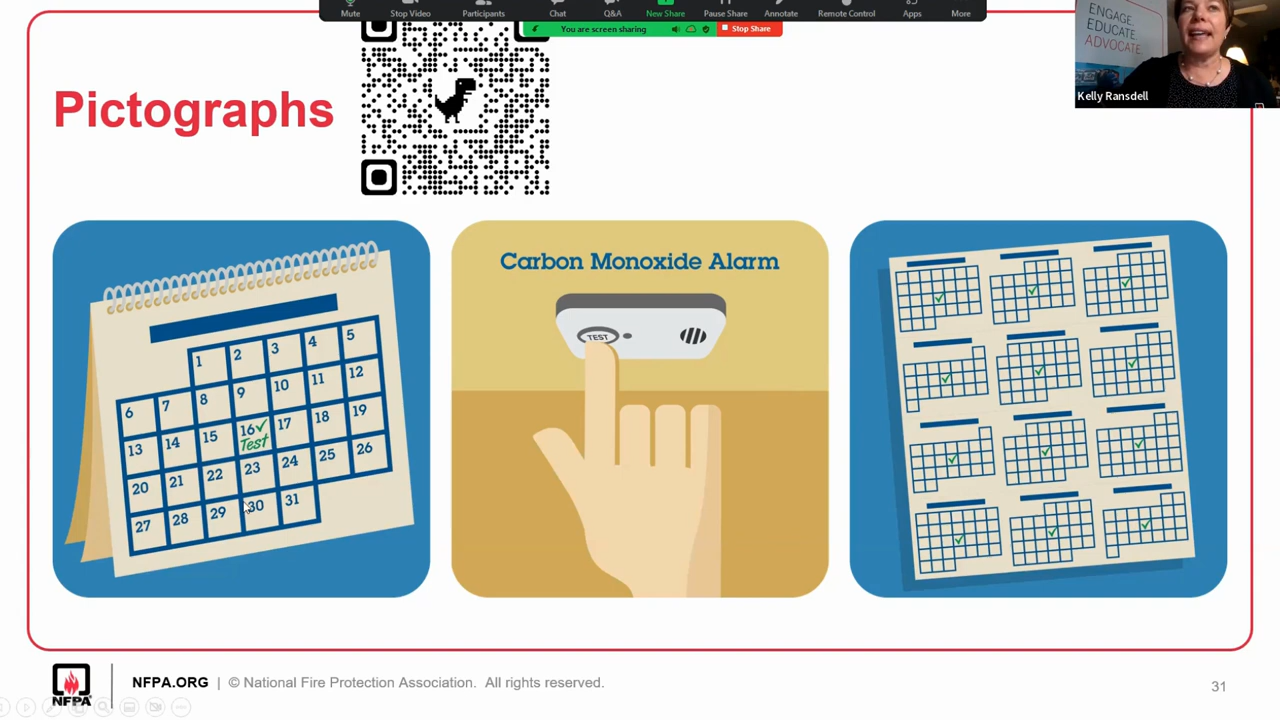 Mute
Stop Video
Participants
Chat
Q&A
New Share
Pause Share
Annotate
Remote Control
Apps
More
You are screen sharing
Stop Share
ENGAGE.
EDUCATE.
ADVOCATE.
Kelly Ransdell
Pictographs
1 2 3 4 5
6 7 8 9 10 11 12
13 14 15 16✓ 17 18 19
Test
20 21 22 23 24 25 26
27 28 29 30 31
Carbon Monoxide Alarm
TEST
NFPA
NFPA.ORG | © National Fire Protection Association. All rights reserved.
31